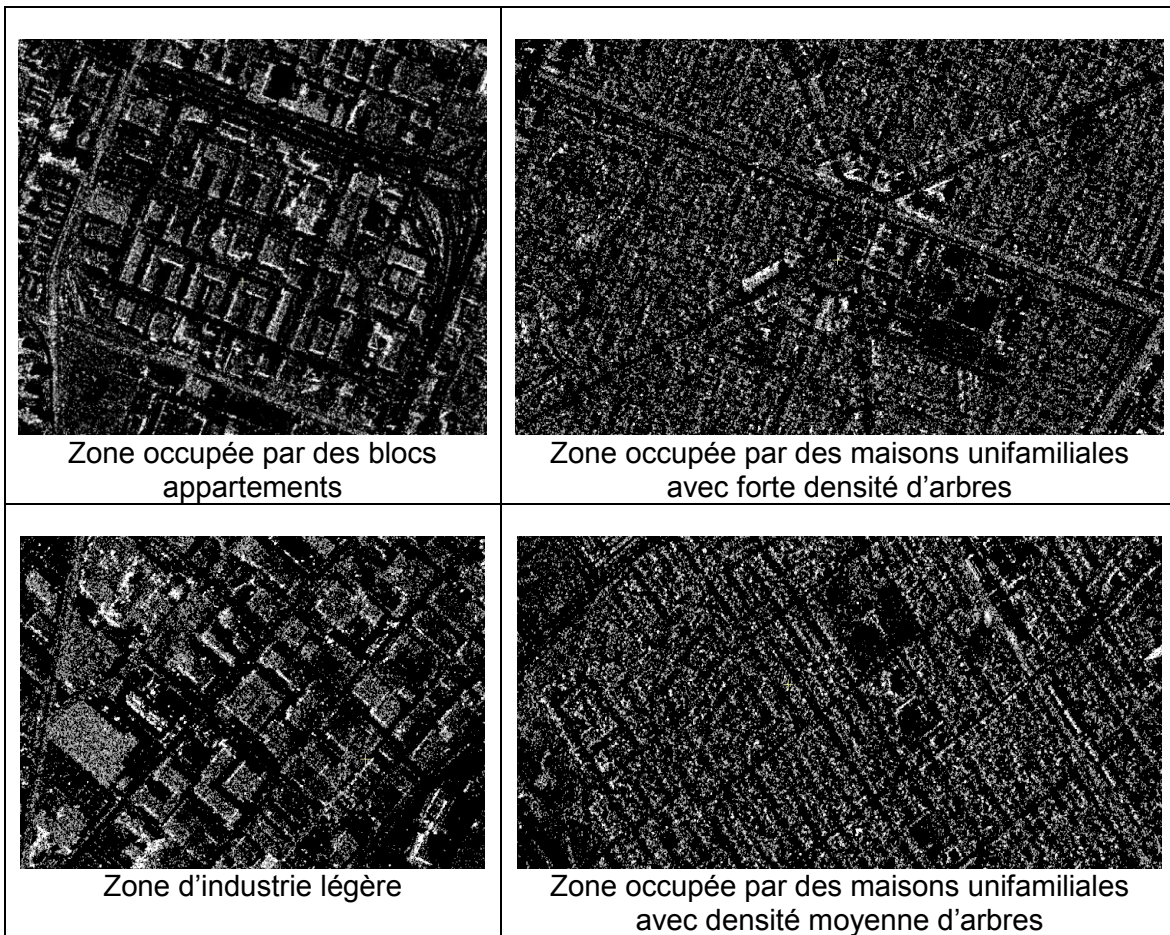 Zone occupée par des blocs
appartements
Zone occupée par des maisons unifamiliales
avec forte densité d'arbres
Zone d'industrie légère
Zone occupée par des maisons unifamiliales
avec densité moyenne d'arbres